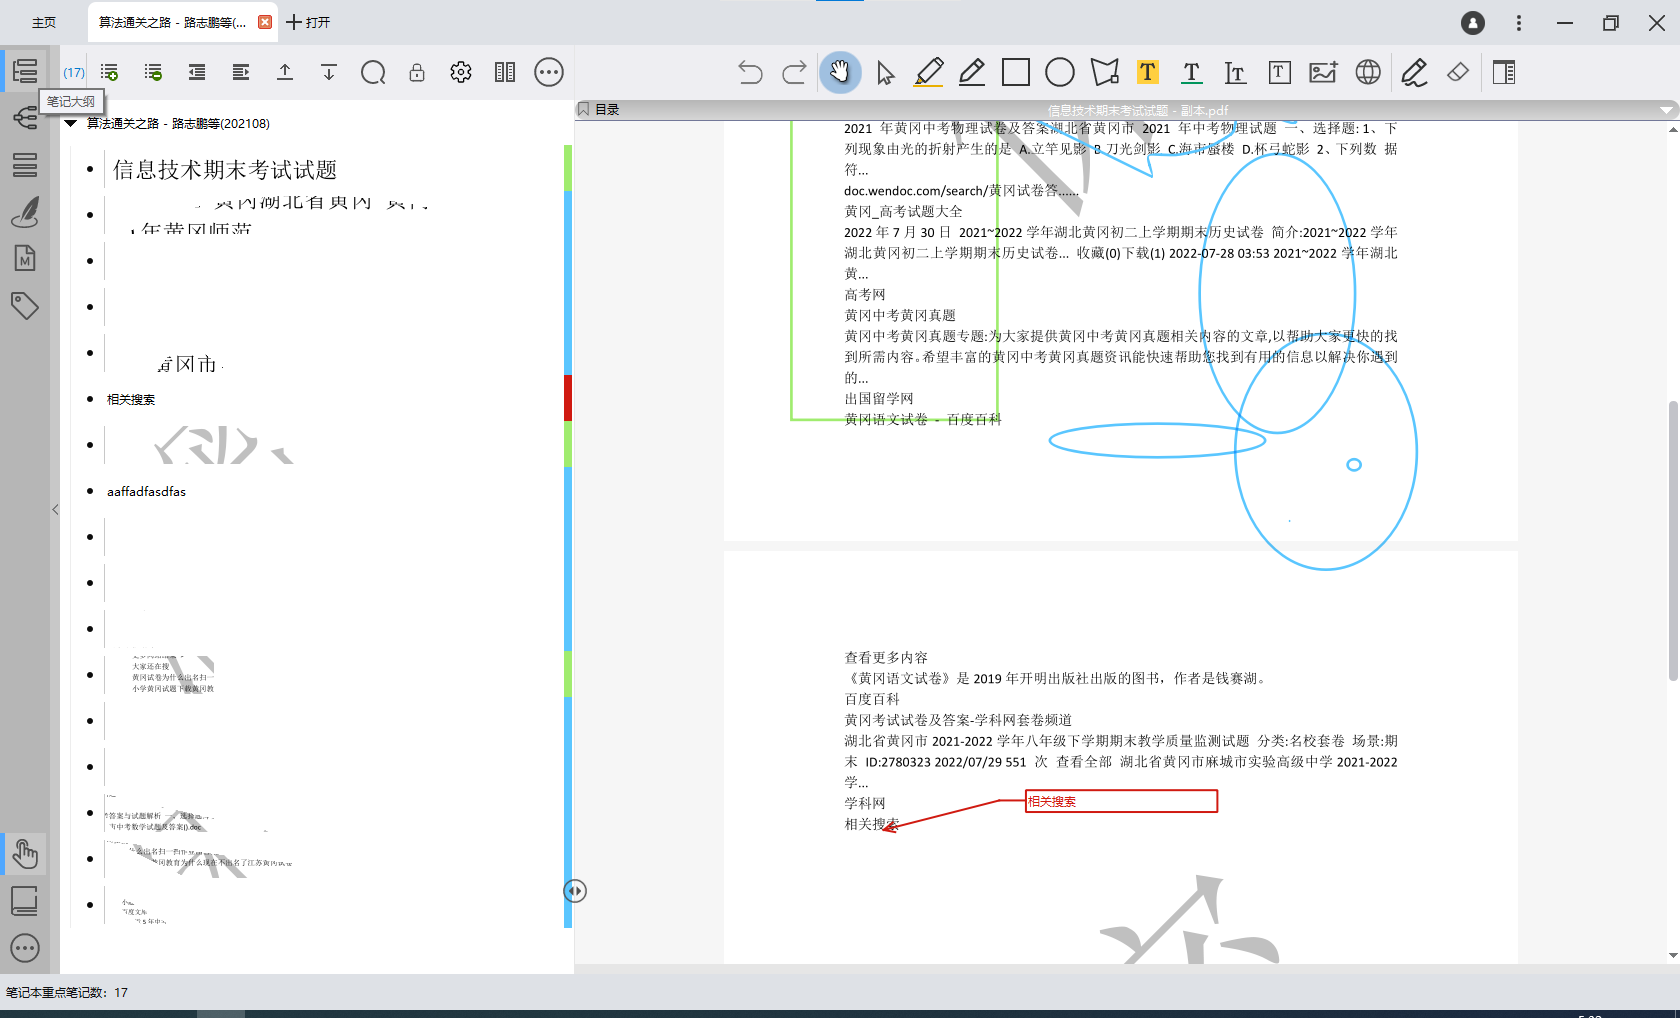 主页
算法通关之路 - 路志鹏等(...
打开
(17)
笔记大纲
目录
信息技术期末考试试题 - 副本.pdf
算法通关之路 - 路志鹏等(202108)
信息技术期末考试试题
黄冈湖北省黄冈
年黄冈师范
黄冈市
相关搜索
aaffadfasdfas
大家还在搜
黄冈试卷为什么出名扫一
小学黄冈试题下载黄冈教
答案与试题解析 一、选择题
市中考数学试题及答案().doc
什么出名扫一扫
黄冈教育为什么现在不出名了江苏黄冈试卷
百度文库
5 年中
2021 年黄冈中考物理试卷及答案湖北省黄冈市 2021 年中考物理试题 一、选择题: 1、下
列现象由光的折射产生的是 A.立竿见影 B.刀光剑影 C.海市蜃楼 D.杯弓蛇影 2、下列数 据
符...
doc.wendoc.com/search/黄冈试卷答......
黄冈_高考试题大全
2022 年 7 月 30 日 2021~2022 学年湖北黄冈初二上学期期末历史试卷 简介:2021~2022 学年
湖北黄冈初二上学期期末历史试卷... 收藏(0)下载(1) 2022-07-28 03:53 2021~2022 学年湖北
黄...
高考网
黄冈中考黄冈真题
黄冈中考黄冈真题专题:为大家提供黄冈中考黄冈真题相关内容的文章,以帮助大家更快的找
到所需内容。希望丰富的黄冈中考黄冈真题资讯能快速帮助您找到有用的信息以解决你遇到
的...
出国留学网
黄冈语文试卷 - 百度百科
查看更多内容
《黄冈语文试卷》是 2019 年开明出版社出版的图书，作者是钱赛湖。
百度百科
黄冈考试试卷及答案-学科网套卷频道
湖北省黄冈市 2021-2022 学年八年级下学期期末教学质量监测试题 分类:名校套卷 场景:期
末 ID:2780323 2022/07/29 551 次 查看全部 湖北省黄冈市麻城市实验高级中学 2021-2022
学...
学科网
相关搜索
相关搜索
笔记本重点笔记数：17